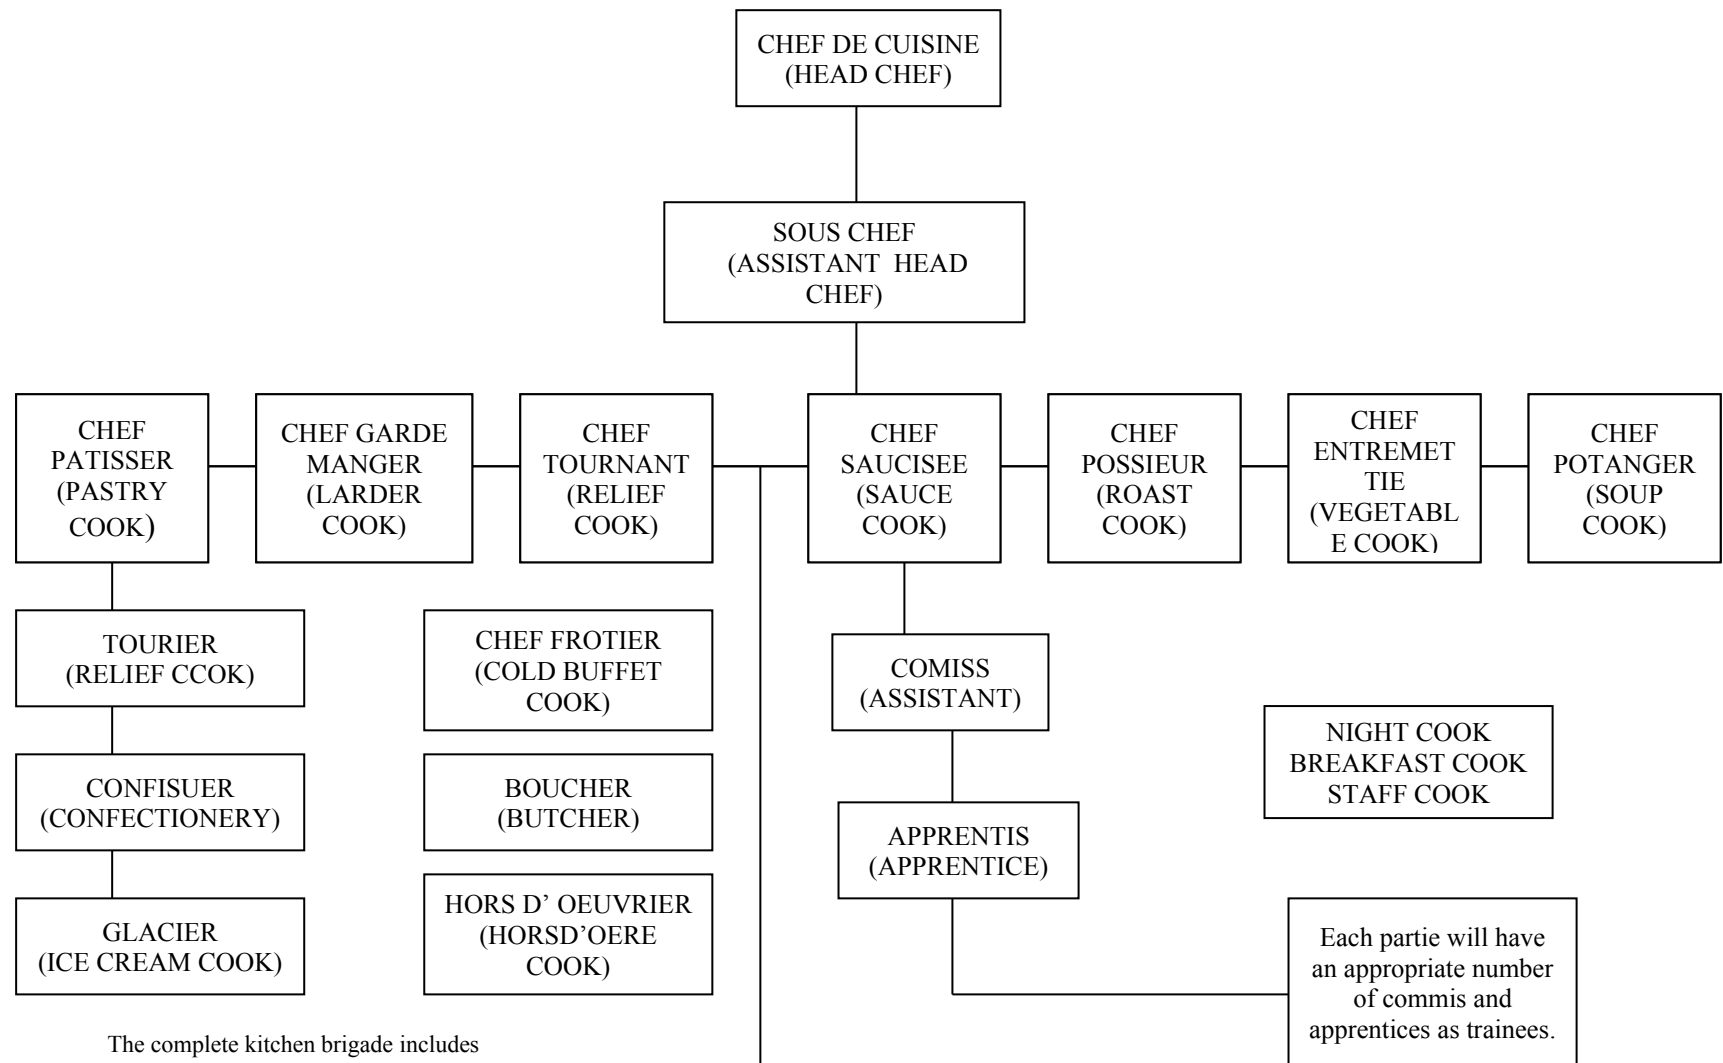 CHEF DE CUISINE
(HEAD CHEF)
SOUS CHEF
(ASSISTANT HEAD
CHEF)
CHEF
PATISSER
(PASTRY
COOK)
CHEF GARDE
MANGER
(LARDER
COOK)
CHEF
TOURNANT
(RELIEF
COOK)
CHEF
SAUCISEE
(SAUCE
COOK)
CHEF
POSSIEUR
(ROAST
COOK)
CHEF
ENTREMET
TIE
(VEGETABL
E COOK)
CHEF
POTANGER
(SOUP
COOK)
TOURIER
(RELIEF CCOK)
CHEF FROTIER
(COLD BUFFET
COOK)
COMISS
(ASSISTANT)
NIGHT COOK
BREAKFAST COOK
STAFF COOK
CONFISUER
(CONFECTIONERY)
BOUCHER
(BUTCHER)
APPRENTIS
(APPRENTICE)
GLACIER
(ICE CREAM COOK)
HORS D’ OEUVRIER
(HORSD’OERE
COOK)
Each partie will have
an appropriate number
of commis and
apprentices as trainees.
The complete kitchen brigade includes